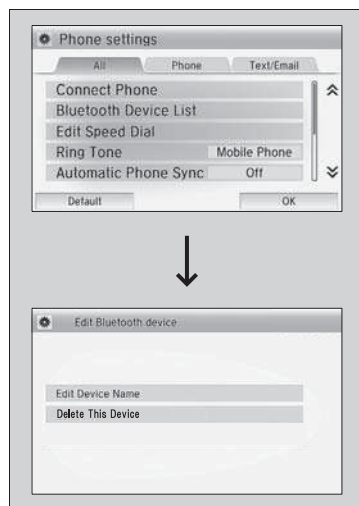 Phone settings
All Phone Text/Email
Connect Phone
Bluetooth Device List
Edit Speed Dial
Ring Tone Mobile Phone
Automatic Phone Sync Off
Default OK
Edit Bluetooth device
Edit Device Name
Delete This Device